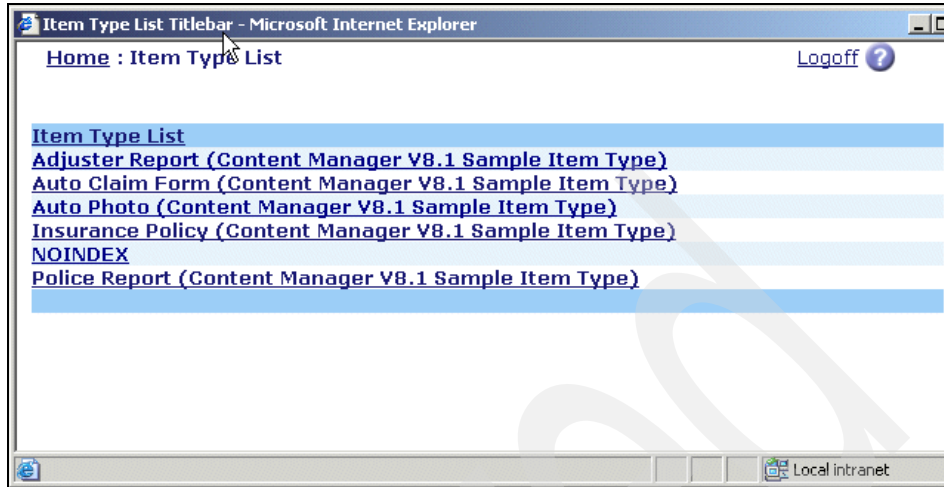 Item Type List Titlebar - Microsoft Internet Explorer
Home : Item Type List Logoff ?
Item Type List
Adjuster Report (Content Manager V8.1 Sample Item Type)
Auto Claim Form (Content Manager V8.1 Sample Item Type)
Auto Photo (Content Manager V8.1 Sample Item Type)
Insurance Policy (Content Manager V8.1 Sample Item Type)
NOINDEX
Police Report (Content Manager V8.1 Sample Item Type)
Local intranet